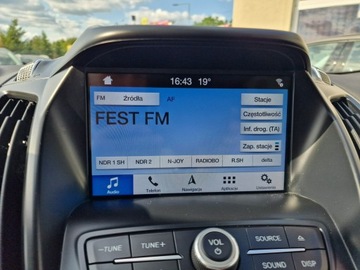 16:43 19°
FM Źródła AF Stacje
FEST FM
Częstotliwość
Inf. drog. (TA)
Zap. stacje
NDR 1 SH NDR 2 N-JOY RADIOBO R.SH delta
Audio Telefon Nawigacja Aplikacje Ustawienia
– TUNE TUNE + VOL SOURCE
SOUND DISP